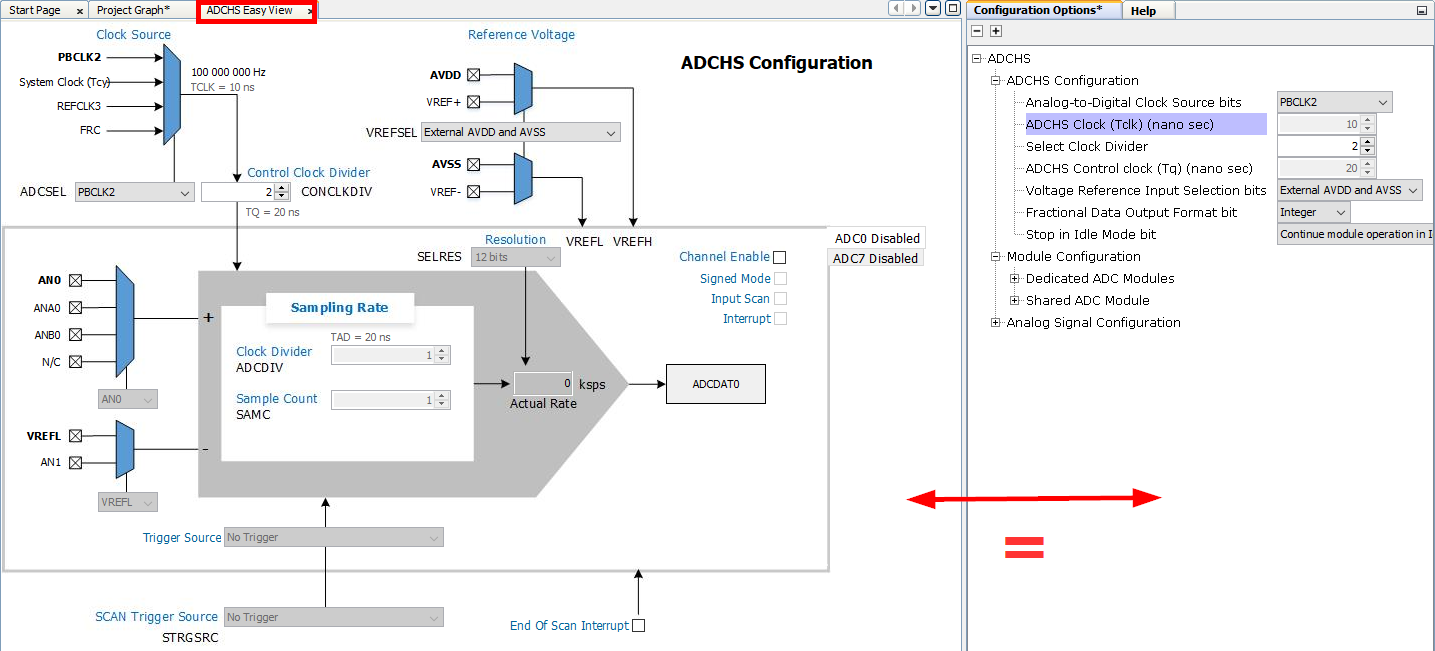 Start Page x Project Graph* ADCHS Easy View x
Clock Source
PBCLK2
System Clock (Tcy)
REFCLK3
FRC
100 000 000 Hz
TCLK = 10 ns
ADCSEL PBCLK2
Control Clock Divider
2 CONCLKDIV
TQ = 20 ns
Reference Voltage
AVDD
VREF+
VREFSEL External AVDD and AVSS
AVSS
VREF-
VREFL VREFH
ADCHS Configuration
ADC0 Disabled
ADC7 Disabled
Resolution
SELRES 12 bits
Channel Enable
Signed Mode
Input Scan
Interrupt
AN0
ANA0
ANB0
N/C
AN0
VREFL
AN1
VREFL
+
-
Sampling Rate
TAD = 20 ns
Clock Divider 1
ADCDIV
Sample Count 1
SAMC
0 ksps
Actual Rate
ADCDAT0
Trigger Source No Trigger
SCAN Trigger Source No Trigger
STRGSRC
End Of Scan Interrupt
=
Configuration Options* Help
ADCHS
ADCHS Configuration
Analog-to-Digital Clock Source bits PBCLK2
ADCHS Clock (Tclk) (nano sec) 10
Select Clock Divider 2
ADCHS Control clock (Tq) (nano sec) 20
Voltage Reference Input Selection bits External AVDD and AVSS
Fractional Data Output Format bit Integer
Stop in Idle Mode bit Continue module operation in
Module Configuration
Dedicated ADC Modules
Shared ADC Module
Analog Signal Configuration